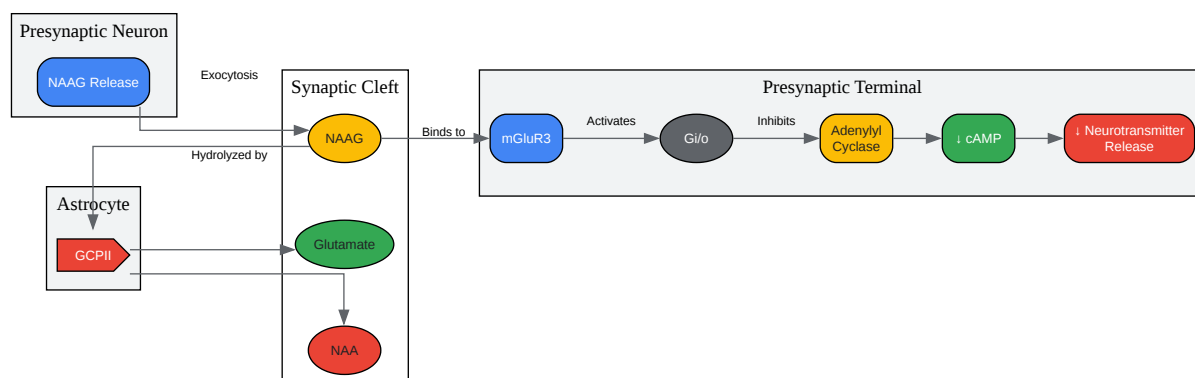 Presynaptic Neuron
NAAG Release
Exocytosis
Synaptic Cleft
NAAG
Hydrolyzed by
Binds to
Presynaptic Terminal
mGluR3
Activates
Gi/o
Inhibits
Adenylyl
Cyclase
↓ cAMP
↓ Neurotransmitter
Release
Astrocyte
GCPII
Glutamate
NAA